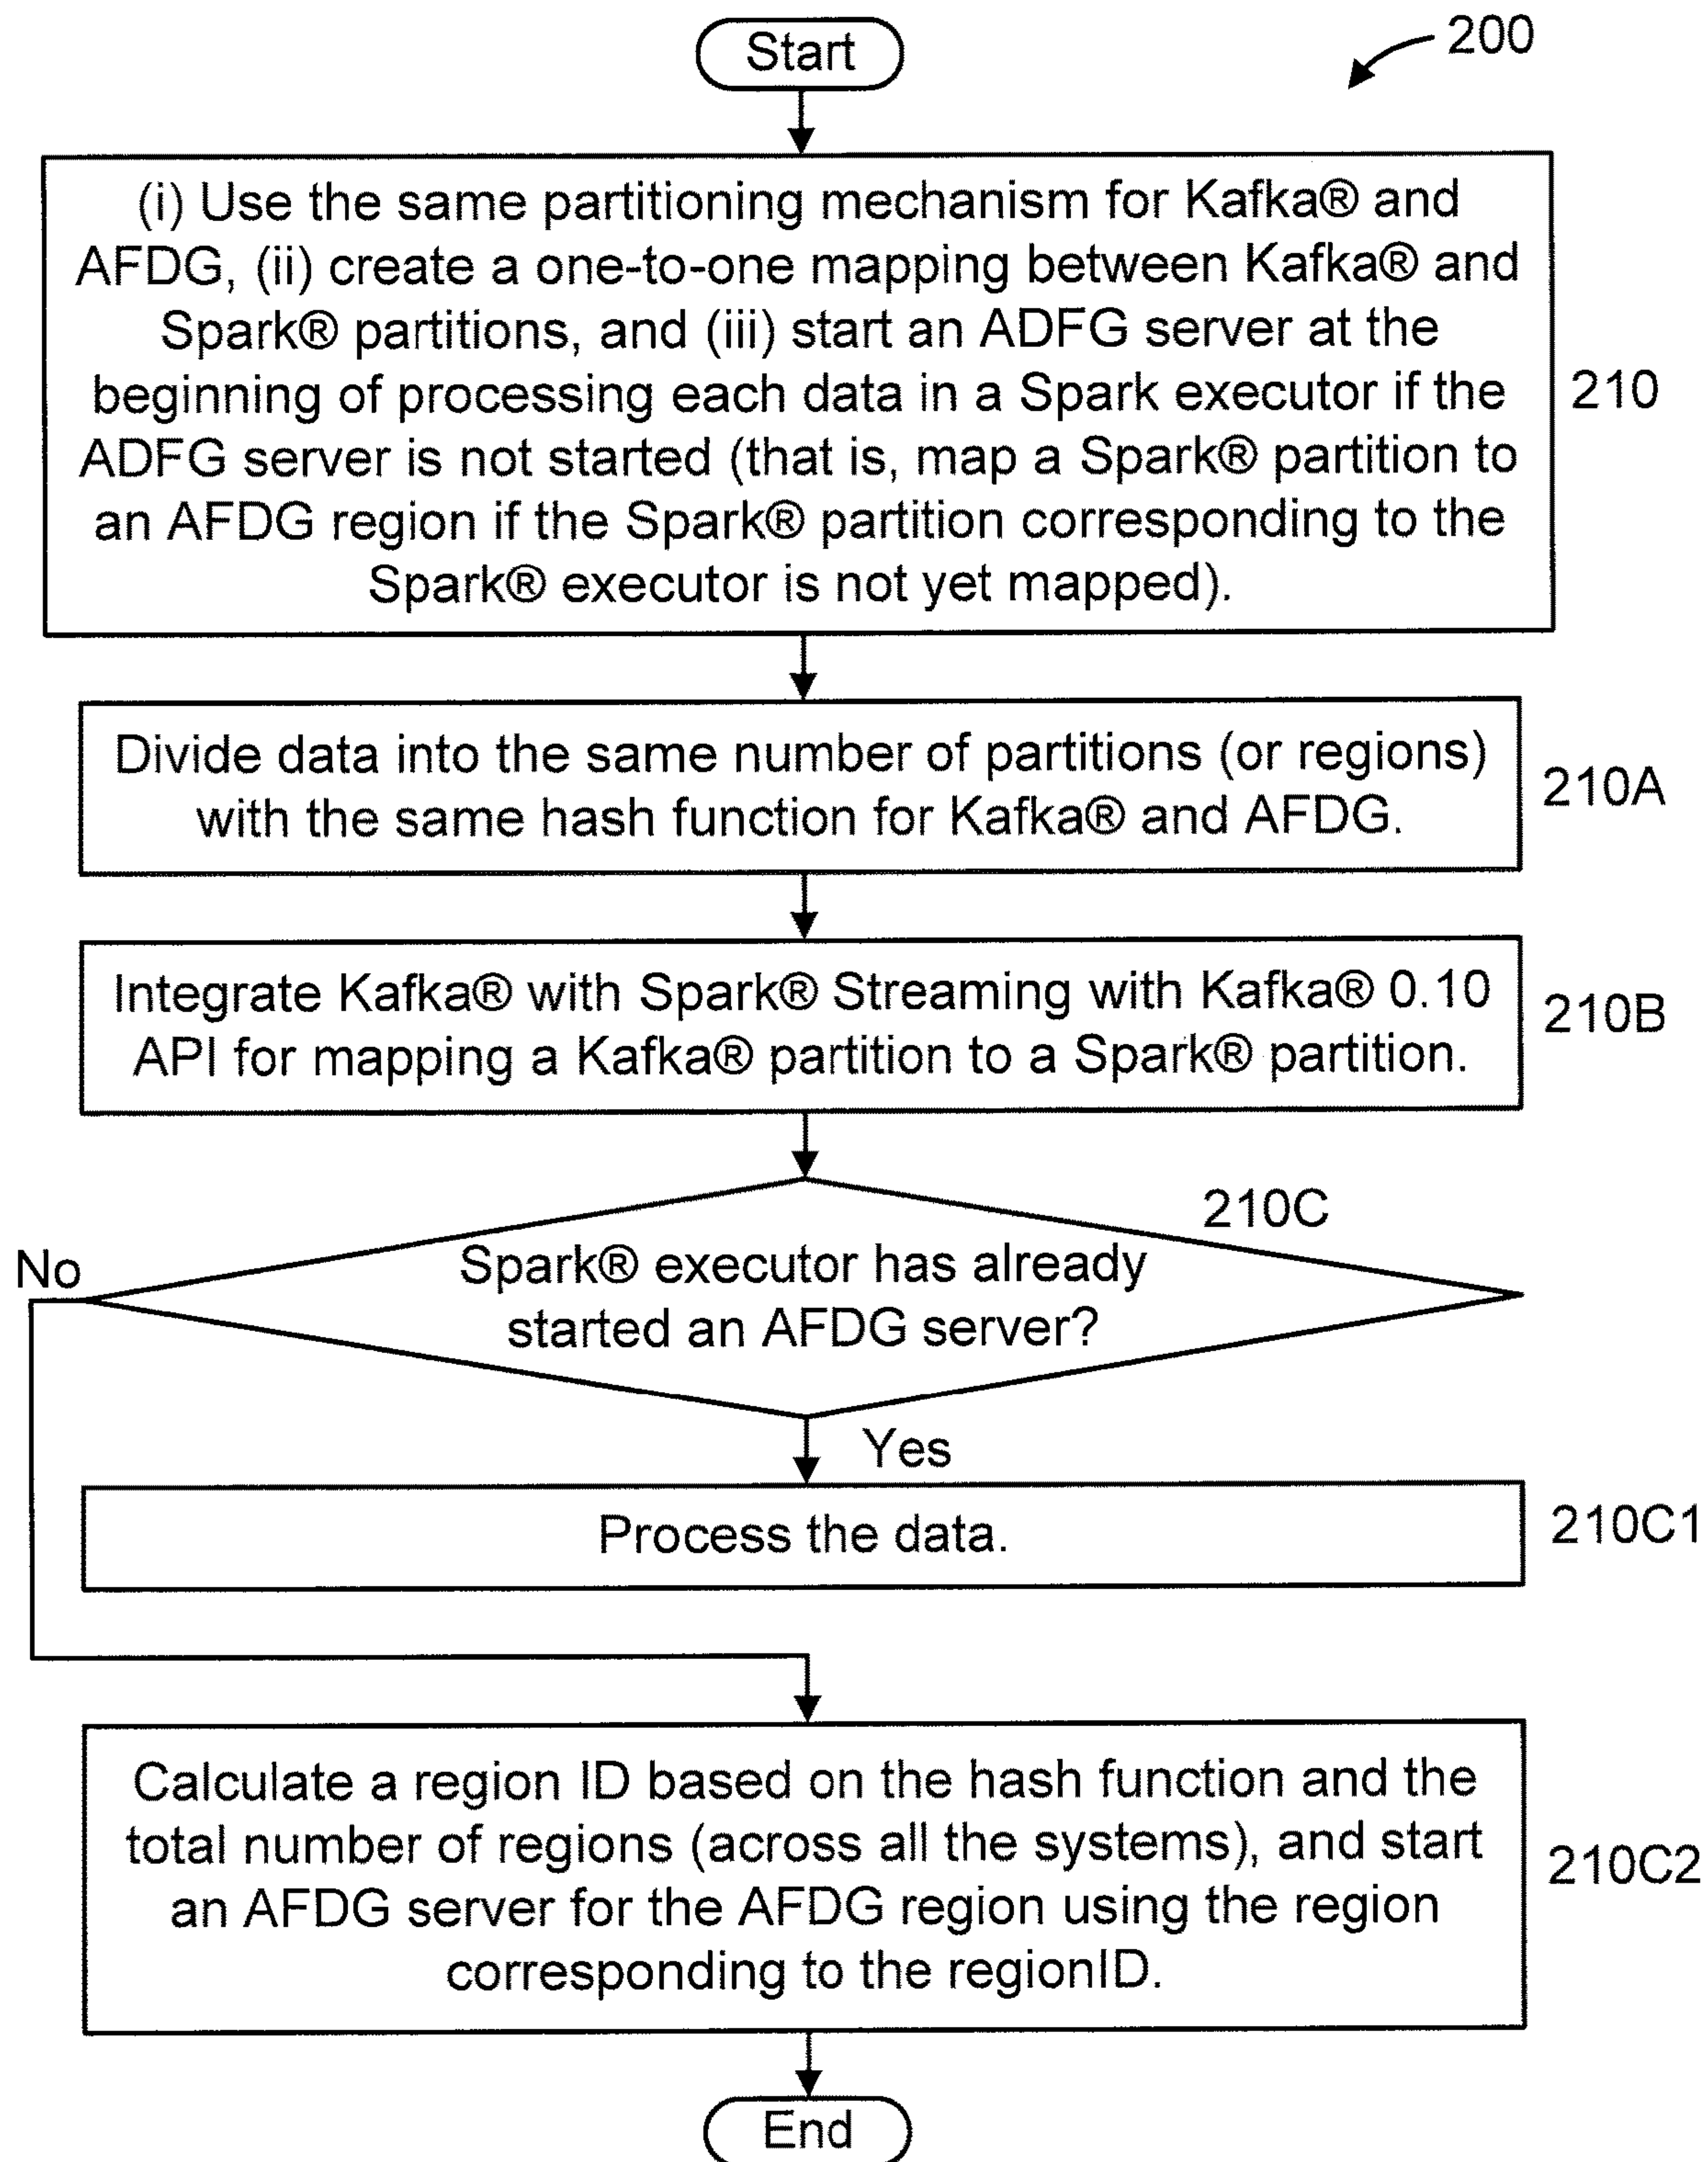 Start
200
(i) Use the same partitioning mechanism for Kafka® and
AFDG, (ii) create a one-to-one mapping between Kafka® and
Spark® partitions, and (iii) start an ADFG server at the
beginning of processing each data in a Spark executor if the
ADFG server is not started (that is, map a Spark® partition to
an AFDG region if the Spark® partition corresponding to the
Spark® executor is not yet mapped).
210
Divide data into the same number of partitions (or regions)
with the same hash function for Kafka® and AFDG.
210A
Integrate Kafka® with Spark® Streaming with Kafka® 0.10
API for mapping a Kafka® partition to a Spark® partition.
210B
210C
No
Spark® executor has already
started an AFDG server?
Yes
Process the data.
210C1
Calculate a region ID based on the hash function and the
total number of regions (across all the systems), and start
an AFDG server for the AFDG region using the region
corresponding to the regionID.
210C2
End